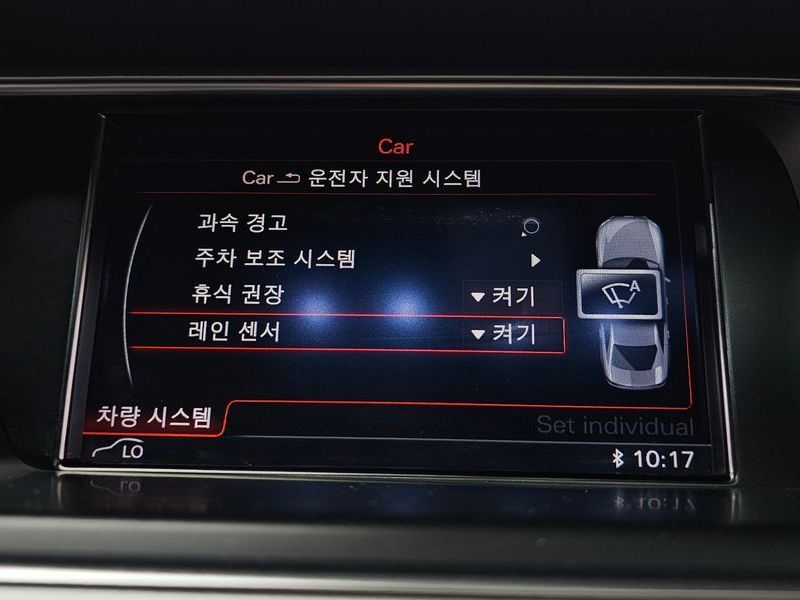 Car
Car 운전자 지원 시스템
과속 경고
주차 보조 시스템
휴식 권장 켜기
레인 센서 켜기
A
차량 시스템
Set individual
LO
10:17